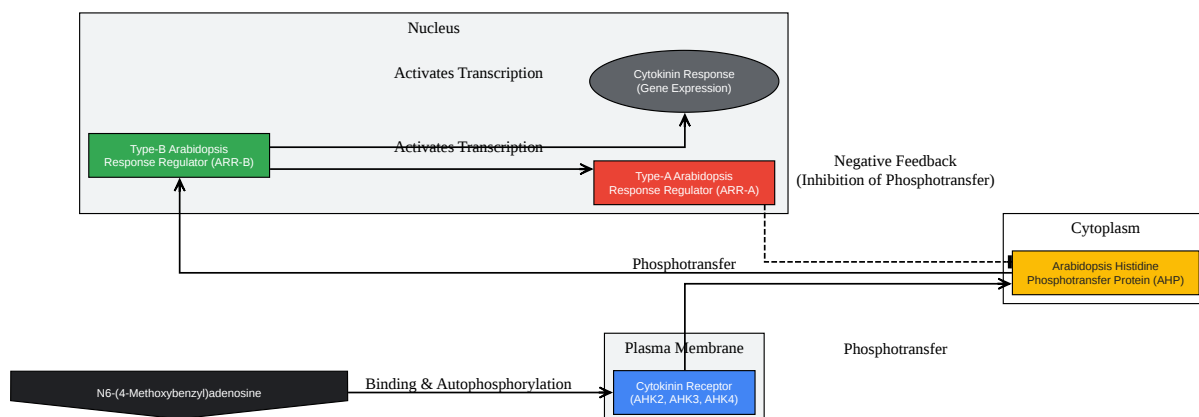 Nucleus
Activates Transcription
Cytokinin Response
(Gene Expression)
Type-B Arabidopsis
Response Regulator (ARR-B)
Activates Transcription
Type-A Arabidopsis
Response Regulator (ARR-A)
Negative Feedback
(Inhibition of Phosphotransfer)
Cytoplasm
Arabidopsis Histidine
Phosphotransfer Protein (AHP)
Phosphotransfer
Plasma Membrane
Phosphotransfer
N6-(4-Methoxybenzyl)adenosine
Binding & Autophosphorylation
Cytokinin Receptor
(AHK2, AHK3, AHK4)